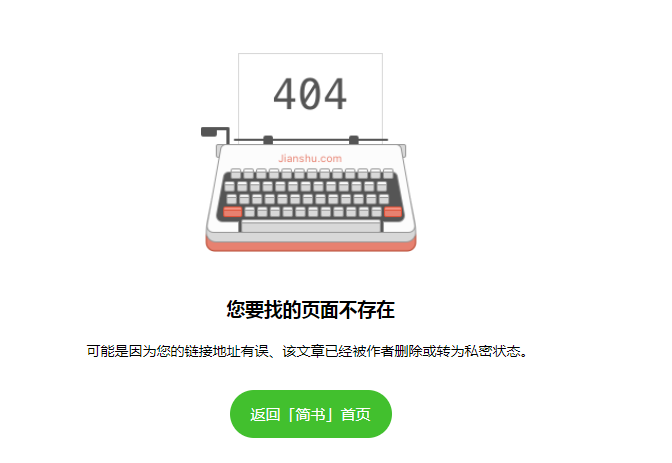 404
Jianshu.com
您要找的页面不存在
可能是因为您的链接地址有误、该文章已经被作者删除或转为私密状态。
返回「简书」首页